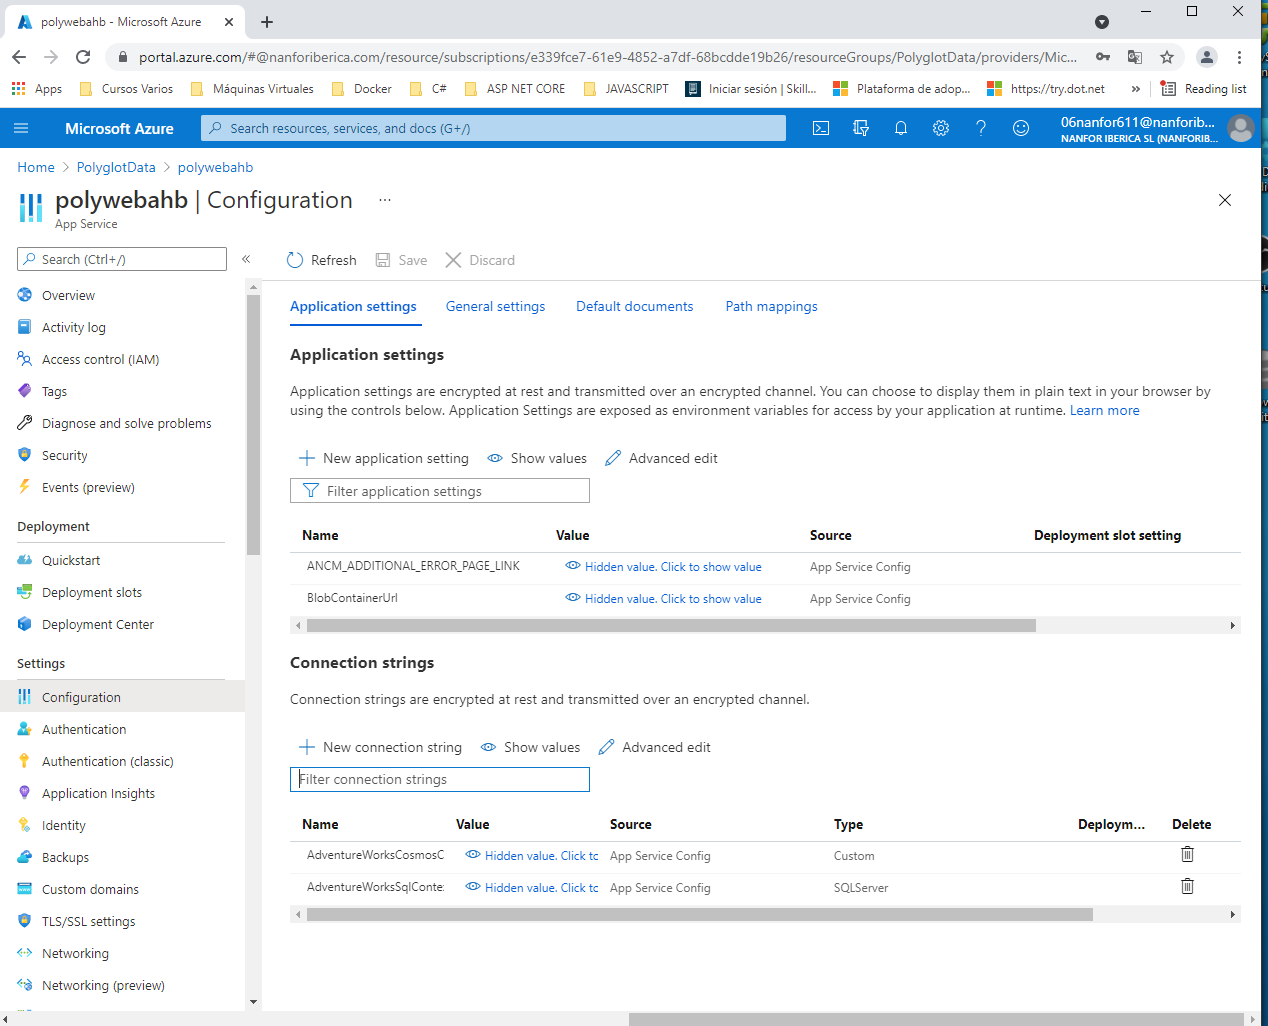 polywebahb - Microsoft Azure
portal.azure.com/#@nanforiberica.com/resource/subscriptions/e339fce7-61e9-4852-a7df-68bcdde19b26/resourceGroups/PolyglotData/providers/Mic...
Apps
Cursos Varios
Máquinas Virtuales
Docker
C#
ASP NET CORE
JAVASCRIPT
Iniciar sesión | Skill...
Plataforma de adop...
https://try.dot.net
»
Reading list
Microsoft Azure
Search resources, services, and docs (G+/)
06nanfor611@nanforib...
NANFOR IBERICA SL (NANFORIB...
Home > PolyglotData > polywebahb
polywebahb | Configuration ...
App Service
Search (Ctrl+/)
«
Refresh
Save
Discard
Overview
Activity log
Access control (IAM)
Tags
Diagnose and solve problems
Security
Events (preview)
Deployment
Quickstart
Deployment slots
Deployment Center
Settings
Configuration
Authentication
Authentication (classic)
Application Insights
Identity
Backups
Custom domains
TLS/SSL settings
Networking
Networking (preview)
Application settings
General settings
Default documents
Path mappings
Application settings
Application settings are encrypted at rest and transmitted over an encrypted channel. You can choose to display them in plain text in your browser by
using the controls below. Application Settings are exposed as environment variables for access by your application at runtime. Learn more
New application setting
Show values
Advanced edit
Filter application settings
Name Value Source Deployment slot setting
ANCM_ADDITIONAL_ERROR_PAGE_LINK Hidden value. Click to show value App Service Config
BlobContainerUrl Hidden value. Click to show value App Service Config
Connection strings
Connection strings are encrypted at rest and transmitted over an encrypted channel.
New connection string
Show values
Advanced edit
Filter connection strings
Name Value Source Type Deploym... Delete
AdventureWorksCosmosC Hidden value. Click to App Service Config Custom
AdventureWorksSqlConte Hidden value. Click to App Service Config SQLServer